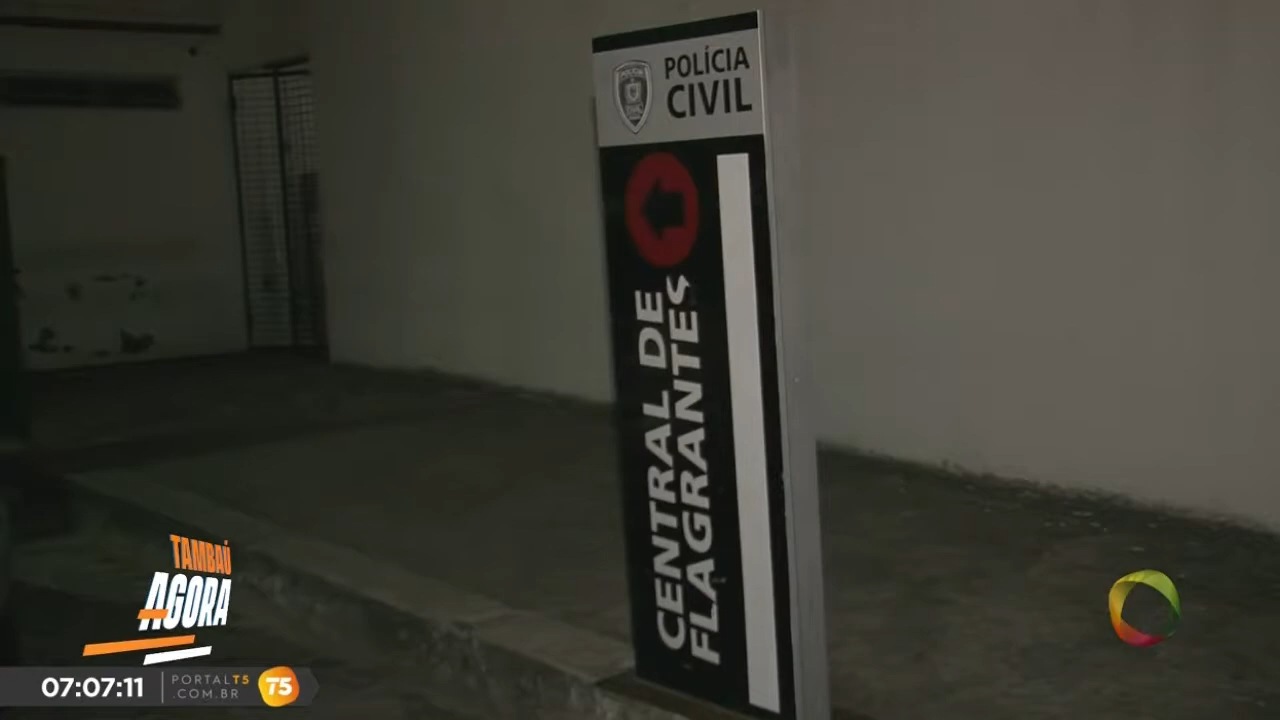 POLÍCIA
CIVIL
CENTRAL DE
FLAGRANTES
TAMBAÚ
AGORA
07:07:11
PORTALT5
.COM.BR
T5